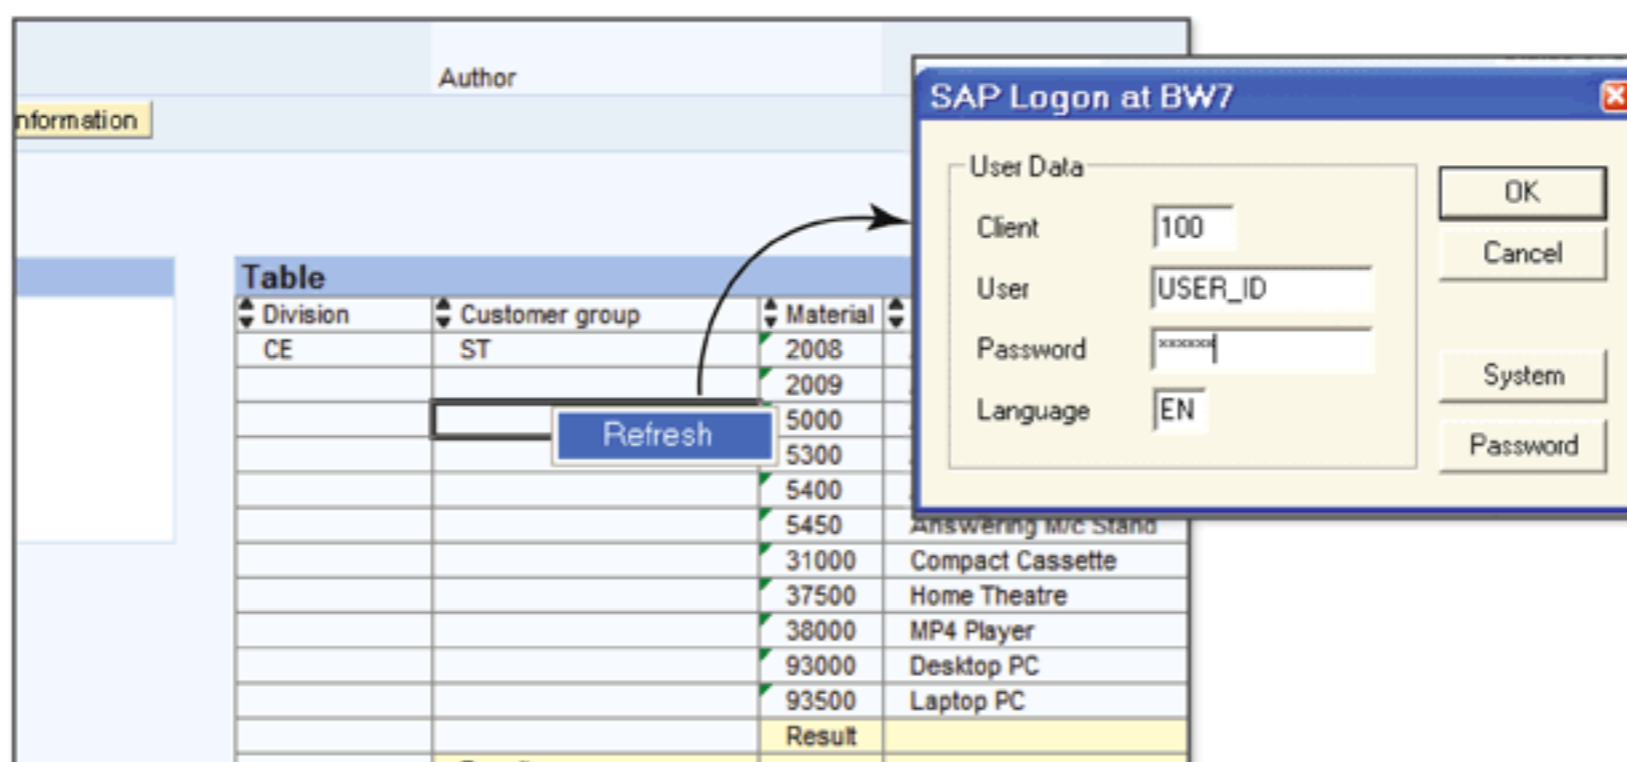 Author
nformation
SAP Logon at BW7
User Data
Client 100
User USER_ID
Password ******
Language EN
OK
Cancel
System
Password
Table
Division Customer group Material
CE ST 2008
2009
Refresh
5000
5300
5400
5450 Answering M/c Stand
31000 Compact Cassette
37500 Home Theatre
38000 MP4 Player
93000 Desktop PC
93500 Laptop PC
Result